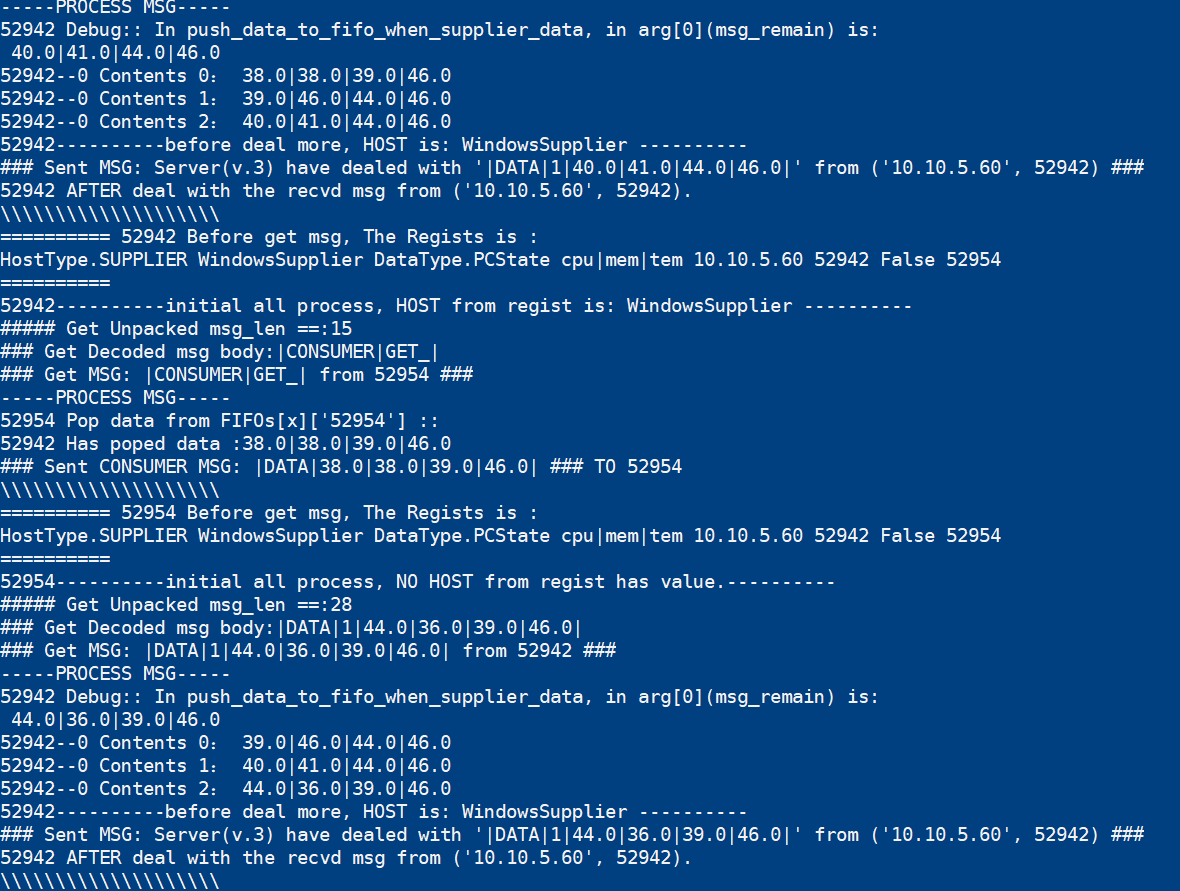 -----PROCESS MSG-----
52942 Debug:: In push_data_to_fifo_when_supplier_data, in arg[0](msg_remain) is:
 40.0|41.0|44.0|46.0
52942--0 Contents 0： 38.0|38.0|39.0|46.0
52942--0 Contents 1： 39.0|46.0|44.0|46.0
52942--0 Contents 2： 40.0|41.0|44.0|46.0
52942----------before deal more, HOST is: WindowsSupplier ----------
### Sent MSG: Server(v.3) have dealed with '|DATA|1|40.0|41.0|44.0|46.0|' from ('10.10.5.60', 52942) ###
52942 AFTER deal with the recvd msg from ('10.10.5.60', 52942).
\\\\\\\\\\\\\\\\\\\\
========== 52942 Before get msg, The Regists is :
HostType.SUPPLIER WindowsSupplier DataType.PCState cpu|mem|tem 10.10.5.60 52942 False 52954
==========
52942----------initial all process, HOST from regist is: WindowsSupplier ----------
##### Get Unpacked msg_len ==:15
### Get Decoded msg body:|CONSUMER|GET_|
### Get MSG: |CONSUMER|GET_| from 52954 ###
-----PROCESS MSG-----
52954 Pop data from FIFOs[x]['52954'] ::
52942 Has poped data :38.0|38.0|39.0|46.0
### Sent CONSUMER MSG: |DATA|38.0|38.0|39.0|46.0| ### TO 52954
\\\\\\\\\\\\\\\\\\\\
========== 52954 Before get msg, The Regists is :
HostType.SUPPLIER WindowsSupplier DataType.PCState cpu|mem|tem 10.10.5.60 52942 False 52954
==========
52954----------initial all process, NO HOST from regist has value.----------
##### Get Unpacked msg_len ==:28
### Get Decoded msg body:|DATA|1|44.0|36.0|39.0|46.0|
### Get MSG: |DATA|1|44.0|36.0|39.0|46.0| from 52942 ###
-----PROCESS MSG-----
52942 Debug:: In push_data_to_fifo_when_supplier_data, in arg[0](msg_remain) is:
 44.0|36.0|39.0|46.0
52942--0 Contents 0： 39.0|46.0|44.0|46.0
52942--0 Contents 1： 40.0|41.0|44.0|46.0
52942--0 Contents 2： 44.0|36.0|39.0|46.0
52942----------before deal more, HOST is: WindowsSupplier ----------
### Sent MSG: Server(v.3) have dealed with '|DATA|1|44.0|36.0|39.0|46.0|' from ('10.10.5.60', 52942) ###
52942 AFTER deal with the recvd msg from ('10.10.5.60', 52942).
\\\\\\\\\\\\\\\\\\\\